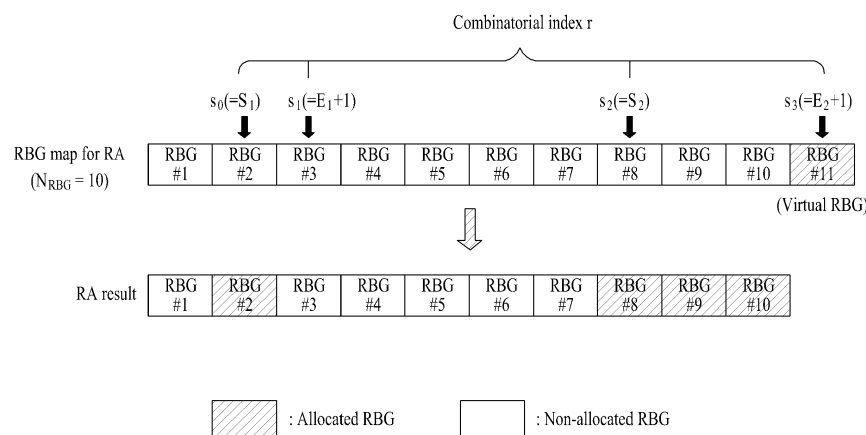 Combinatorial index r
s0(=S1) s1(=E1+1) s2(=S2) s3(=E2+1)
RBG map for RA
(NRBG = 10)
RBG #1 RBG #2 RBG #3 RBG #4 RBG #5 RBG #6 RBG #7 RBG #8 RBG #9 RBG #10 RBG #11
(Virtual RBG)
RA result
RBG #1 RBG #2 RBG #3 RBG #4 RBG #5 RBG #6 RBG #7 RBG #8 RBG #9 RBG #10
: Allocated RBG : Non-allocated RBG